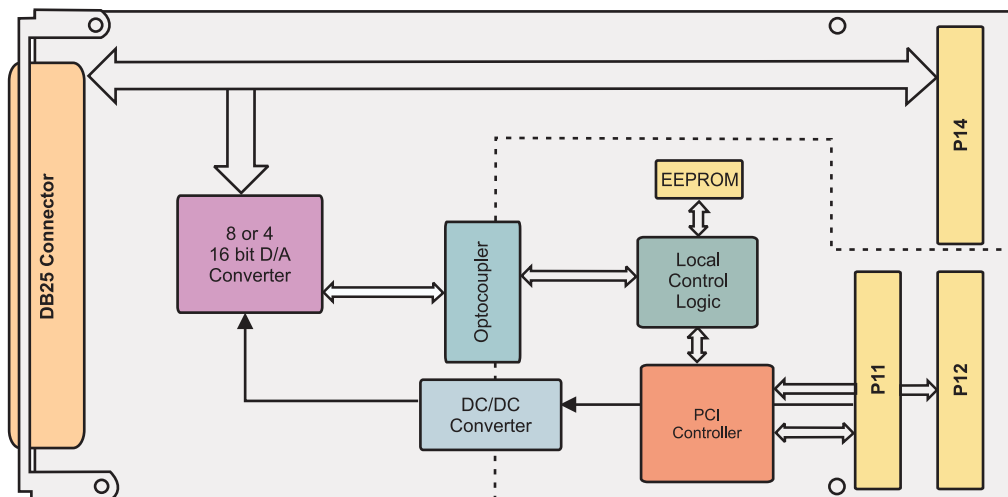 DB25 Connector
8 or 4
16 bit D/A
Converter
Optocoupler
DC/DC
Converter
EEPROM
Local
Control
Logic
PCI
Controller
P14
P11
P12